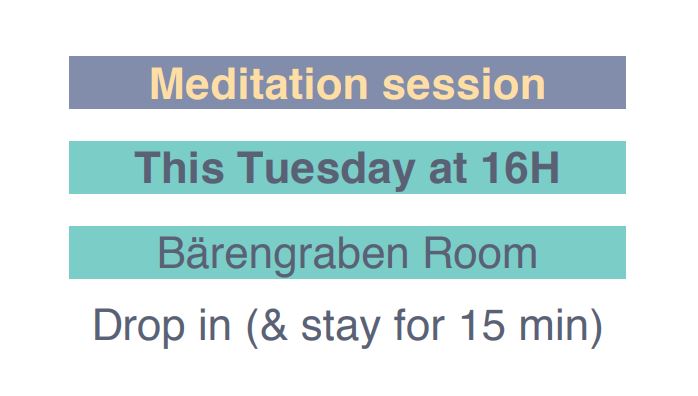 Meditation session
This Tuesday at 16H
Bärengraben Room
Drop in (& stay for 15 min)